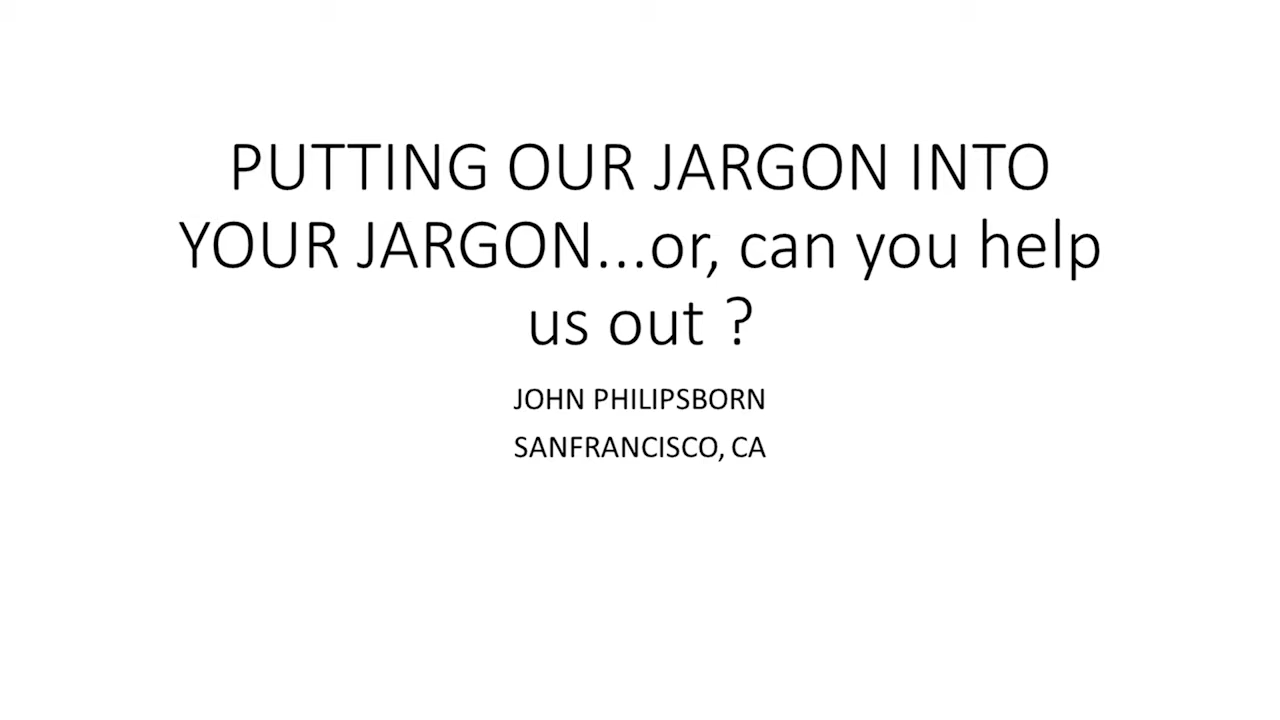 PUTTING OUR JARGON INTO
YOUR JARGON...or, can you help
us out ?
JOHN PHILIPSBORN
SANFRANCISCO, CA